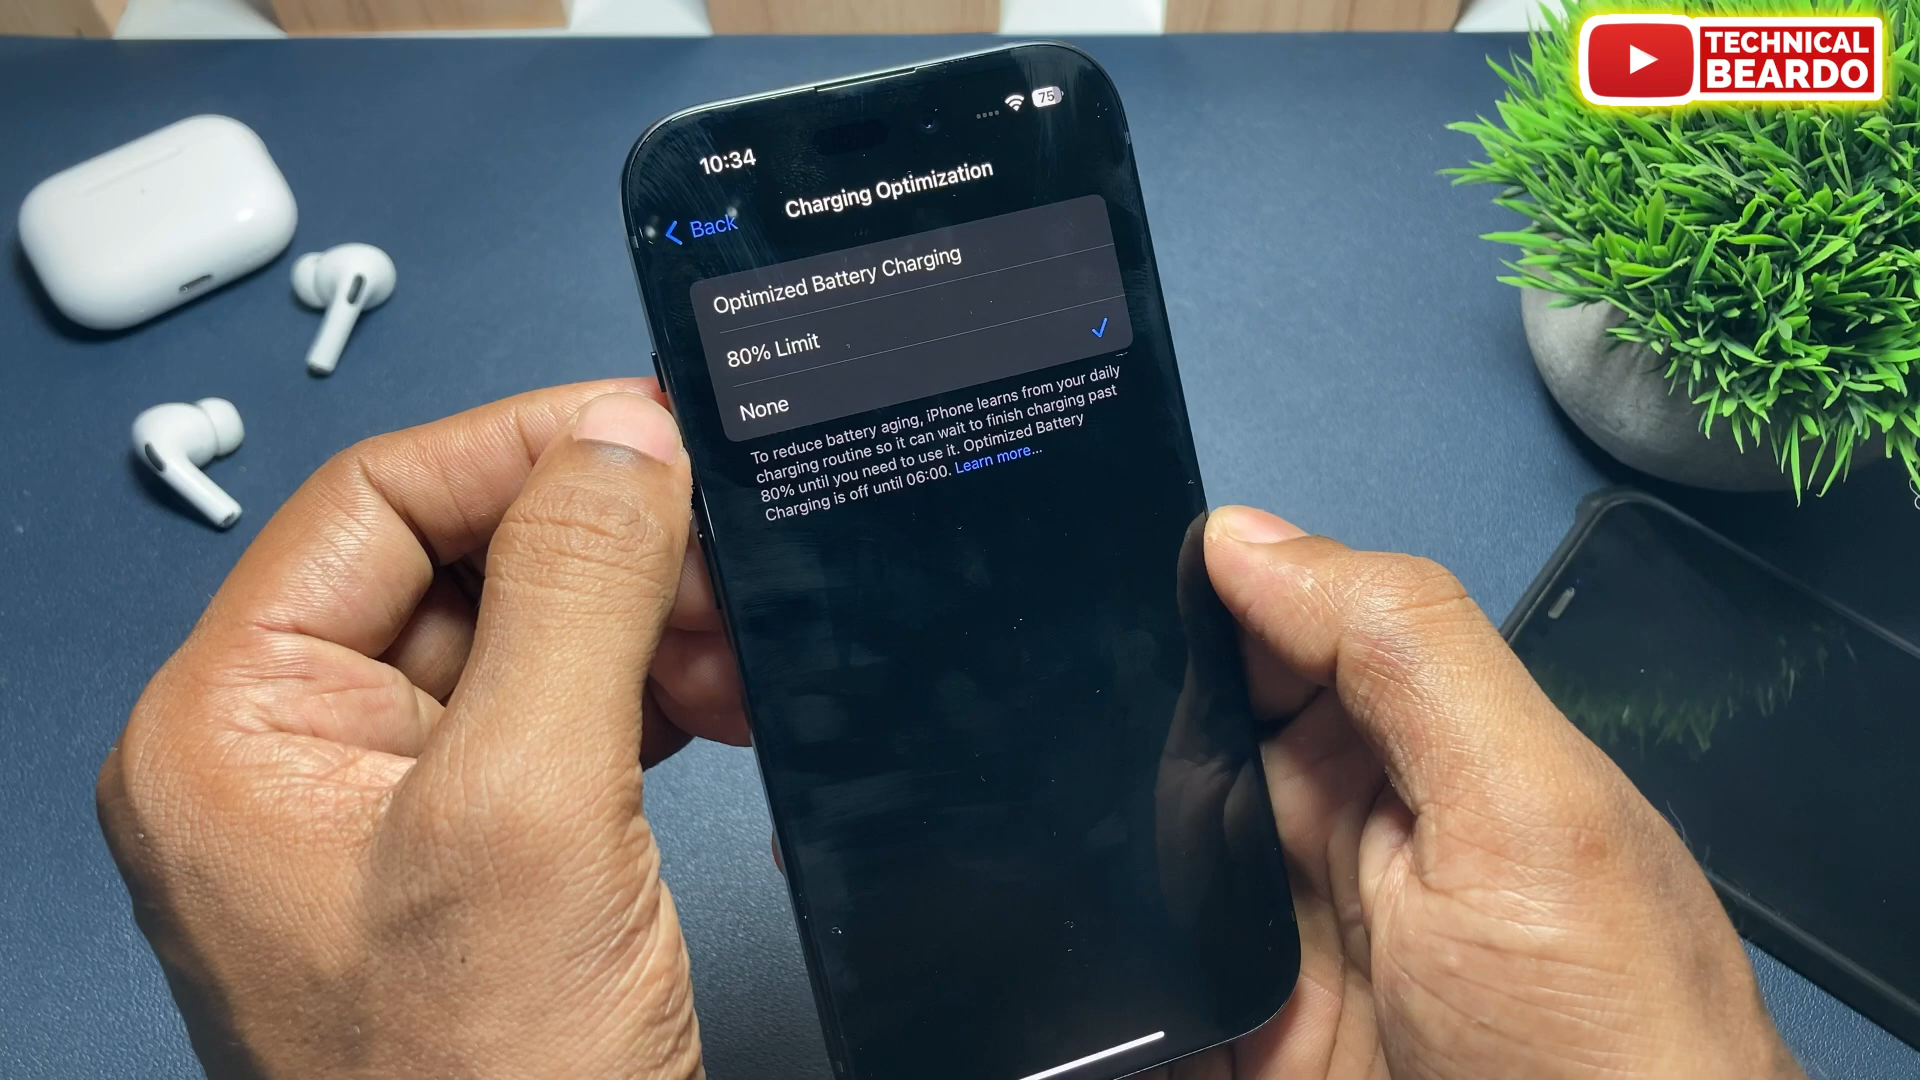 TECHNICAL
BEARDO
10:34
75
Back
Charging Optimization
Optimized Battery Charging
80% Limit
None
To reduce battery aging, iPhone learns from your daily
charging routine so it can wait to finish charging past
80% until you need to use it. Optimized Battery
Charging is off until 06:00. Learn more...